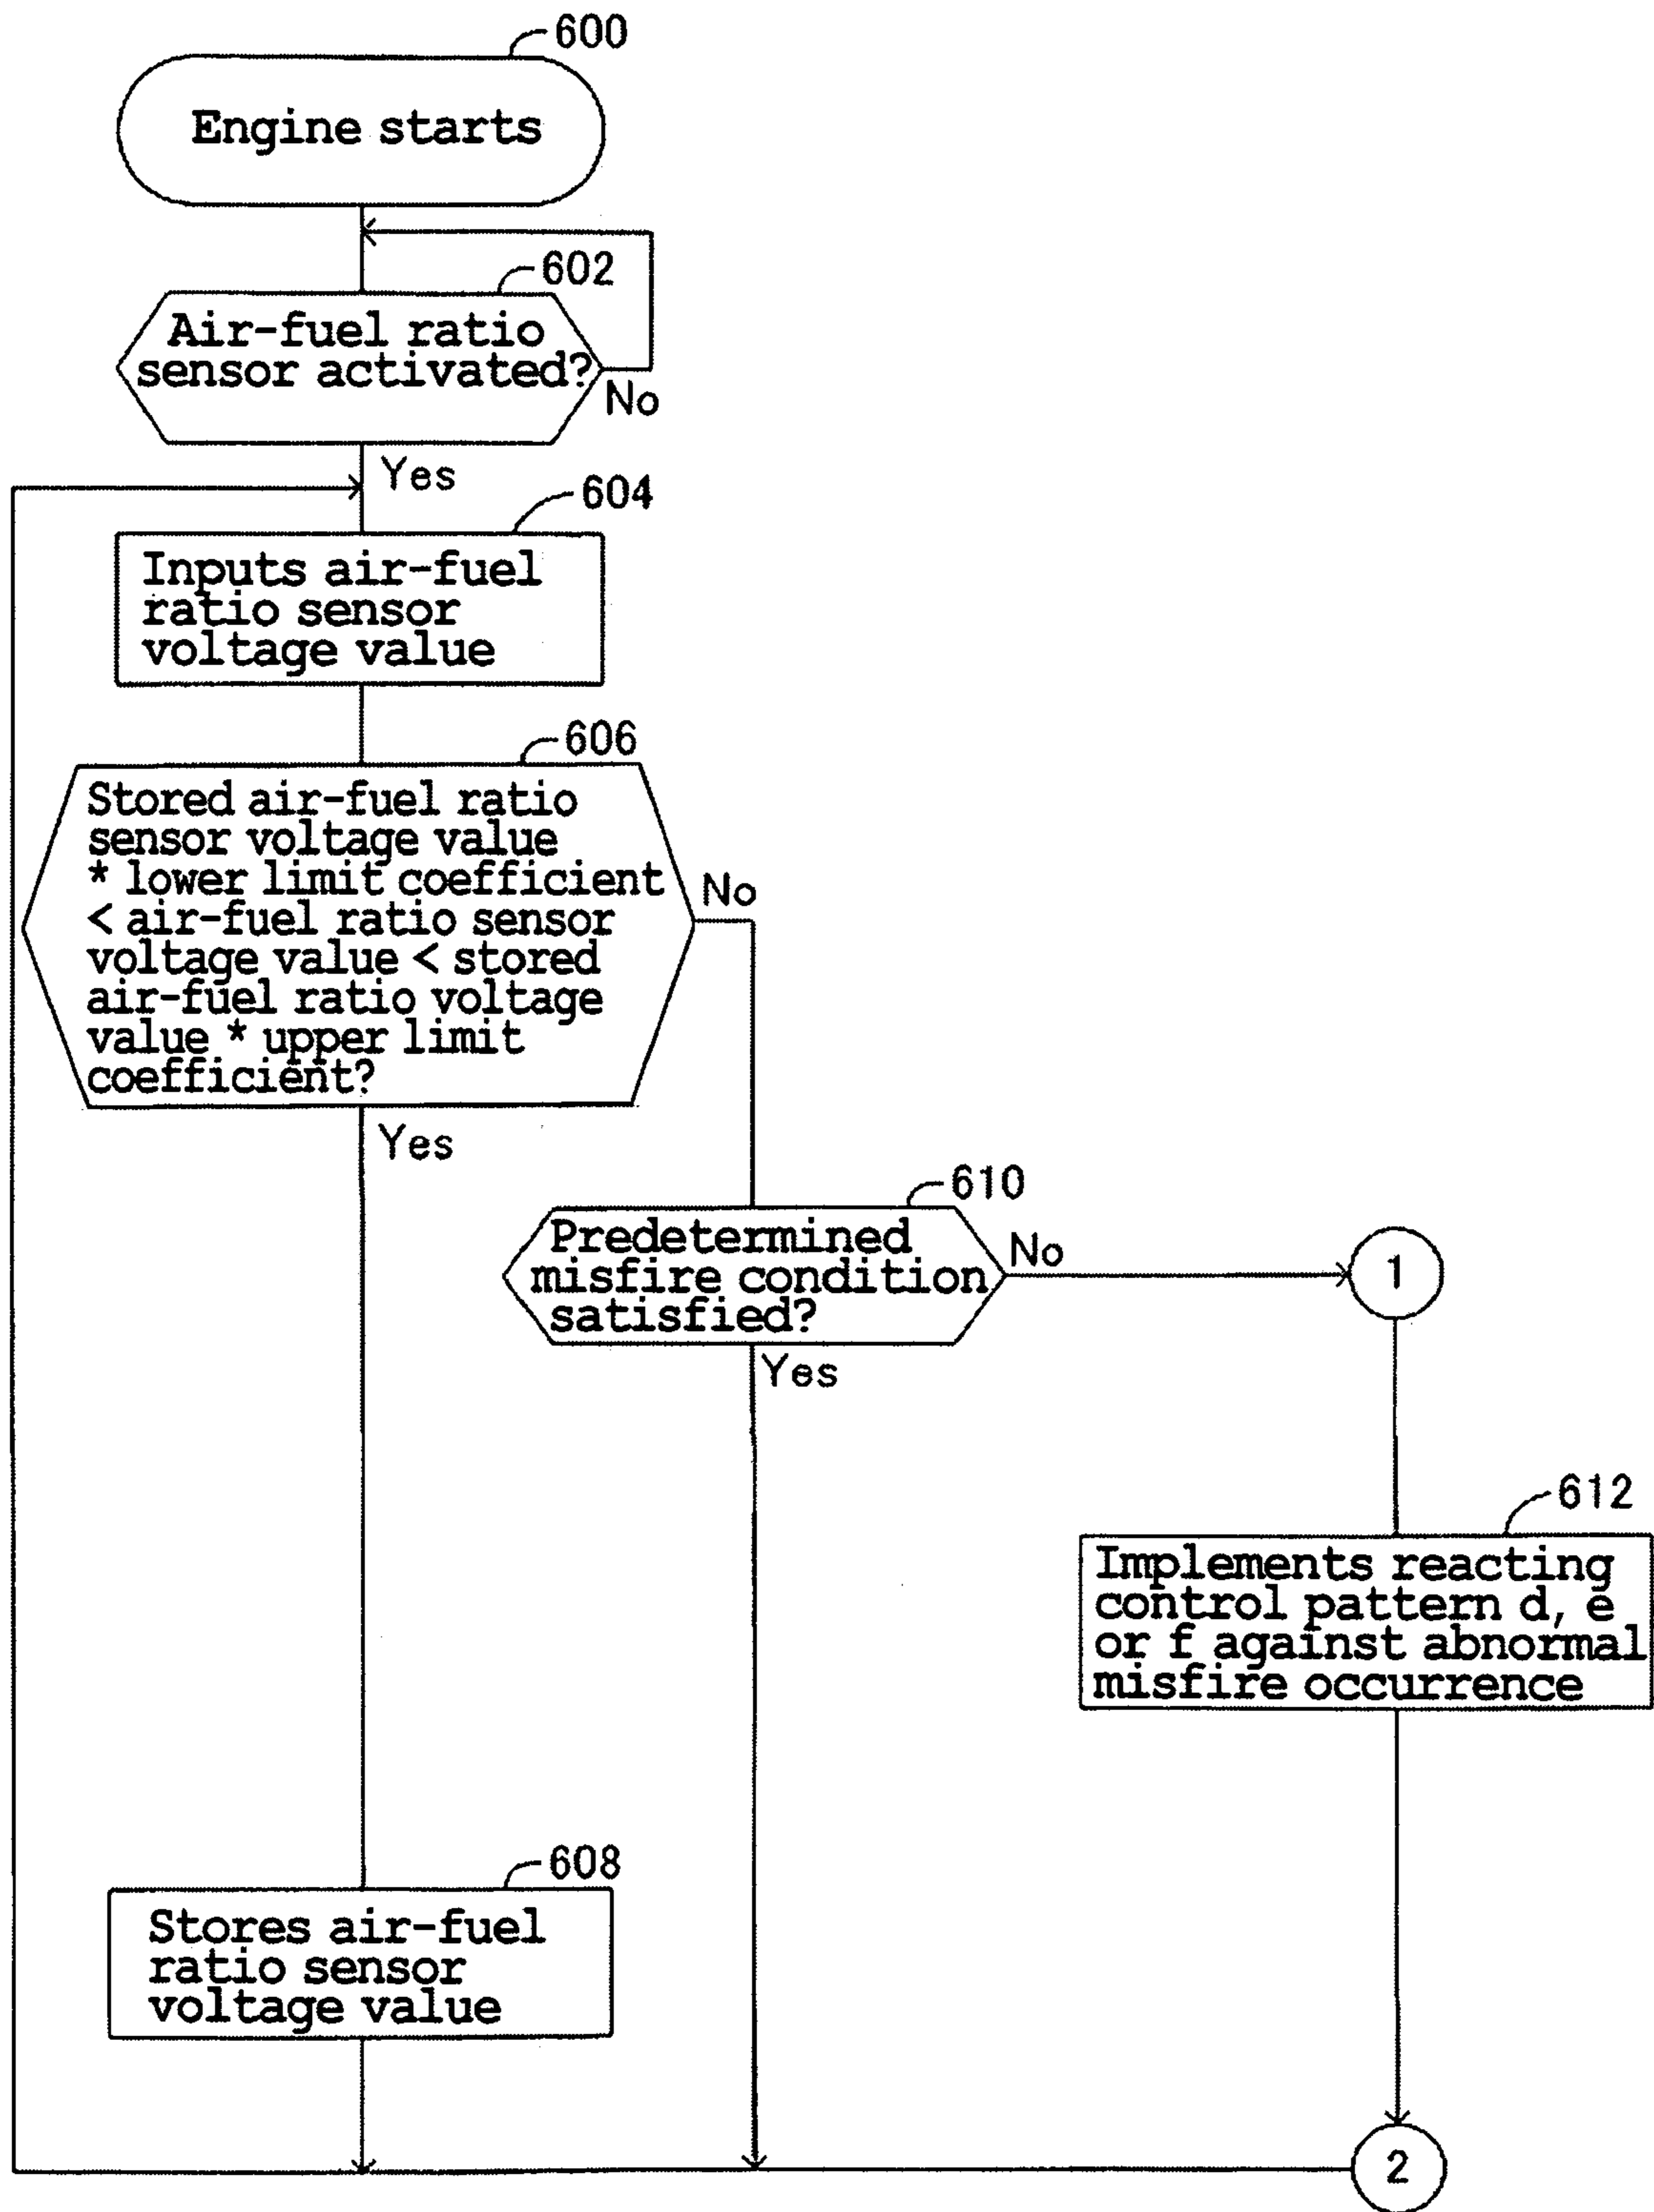 600
Engine starts
602
Air-fuel ratio
sensor activated?
No
Yes
604
Inputs air-fuel
ratio sensor
voltage value
606
Stored air-fuel ratio
sensor voltage value
* lower limit coefficient
< air-fuel ratio sensor
voltage value < stored
air-fuel ratio voltage
value * upper limit
coefficient?
No
Yes
610
Predetermined
misfire condition
satisfied?
No
1
Yes
612
Implements reacting
control pattern d, e
or f against abnormal
misfire occurrence
608
Stores air-fuel
ratio sensor
voltage value
2